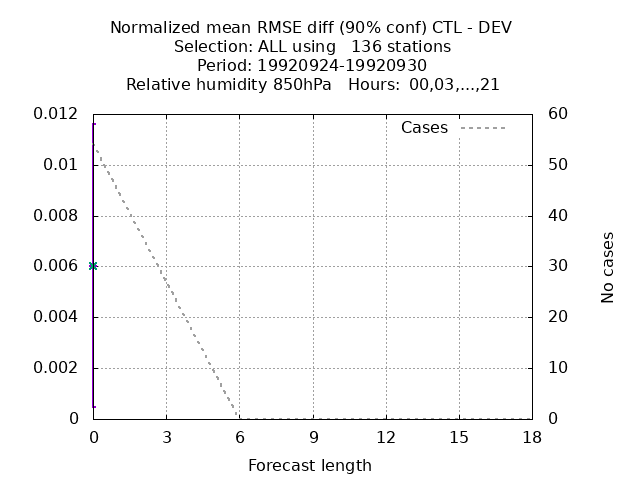 Normalized mean RMSE diff (90% conf) CTL - DEV
Selection: ALL using   136 stations
Period: 19920924-19920930
Relative humidity 850hPa   Hours:  00,03,...,21
Cases
0.012
0.01
0.008
0.006
0.004
0.002
0
60
50
40
30
20
10
0
No cases
0 3 6 9 12 15 18
Forecast length